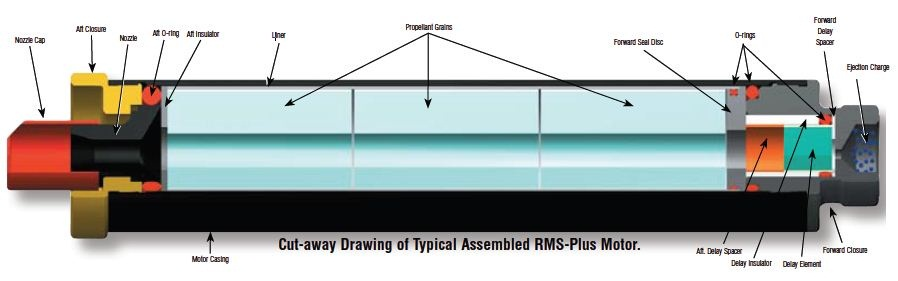 Nozzle Cap
Aft Closure
Nozzle
Aft O-ring
Aft Insulator
Liner
Propellant Grains
Forward Seal Disc
O-rings
Forward
Delay
Spacer
Ejection Charge
Motor Casing
Cut-away Drawing of Typical Assembled RMS-Plus Motor.
Aft. Delay Spacer
Delay Insulator
Delay Element
Forward Closure